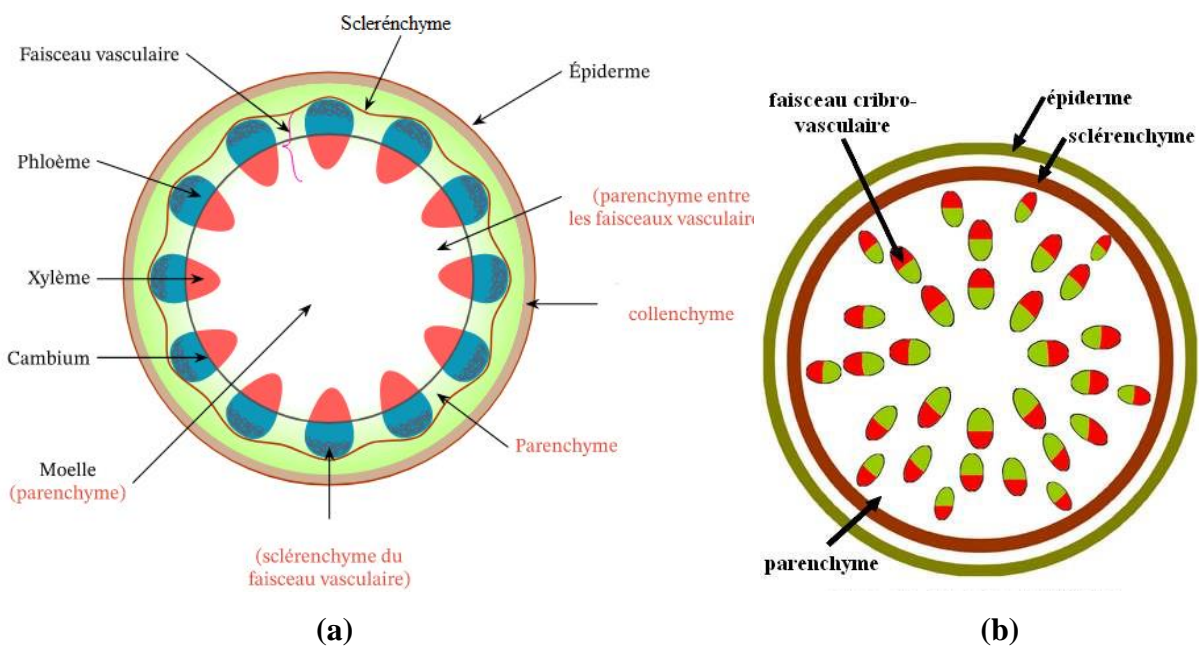 Sclerénchyme
Faisceau vasculaire
Épiderme
Phloème
(parenchyme entre
les faisceaux vasculaire
Xylème
collenchyme
Cambium
Parenchyme
Moelle
(parenchyme)
(sclérenchyme du
faisceau vasculaire)
(a)
faisceau cribro-
vasculaire
épiderme
sclérenchyme
parenchyme
(b)